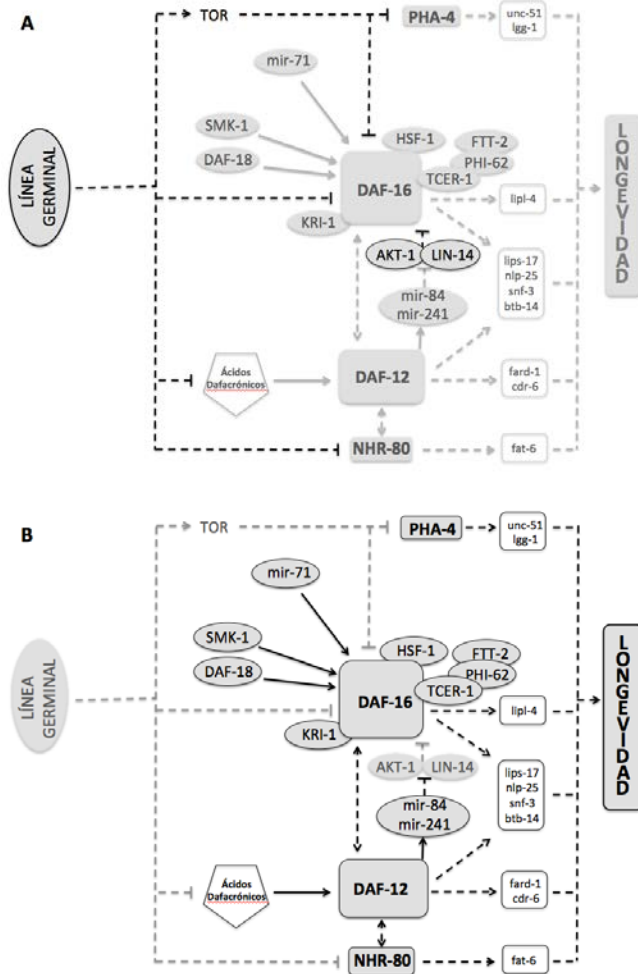 A
TOR
PHA-4
unc-51
lgg-1
mir-71
SMK-1
DAF-18
HSF-1
FTT-2
PHI-62
TCER-1
DAF-16
KRI-1
lipl-4
LÍNEA
GERMINAL
LONGEVIDAD
AKT-1
LIN-14
mir-84
mir-241
lips-17
nlp-25
snf-3
btb-14
Ácidos
Dafacrónicos
DAF-12
fard-1
cdr-6
NHR-80
fat-6
B
TOR
PHA-4
unc-51
lgg-1
mir-71
SMK-1
DAF-18
HSF-1
FTT-2
PHI-62
TCER-1
DAF-16
KRI-1
lipl-4
LÍNEA
GERMINAL
LONGEVIDAD
AKT-1
LIN-14
mir-84
mir-241
lips-17
nlp-25
snf-3
btb-14
Ácidos
Dafacrónicos
DAF-12
fard-1
cdr-6
NHR-80
fat-6